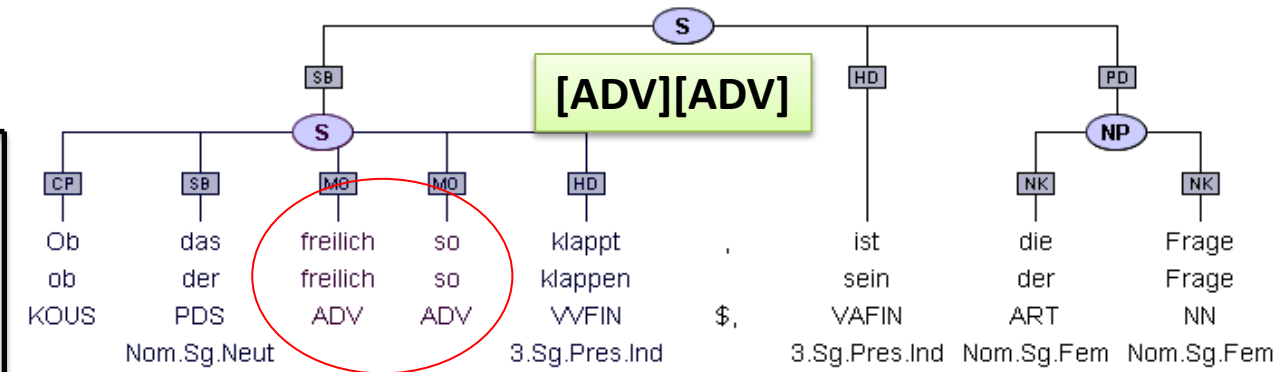 S
SB HD PD
[ADV][ADV]
S NP
CP SB MO MO HD NK NK
Ob das freilich so klappt , ist die Frage
ob der freilich so klappen sein der Frage
KOUS PDS ADV ADV VVFIN $, VAFIN ART NN
Nom.Sg.Neut 3.Sg.Pres.Ind 3.Sg.Pres.Ind Nom.Sg.Fem Nom.Sg.Fem